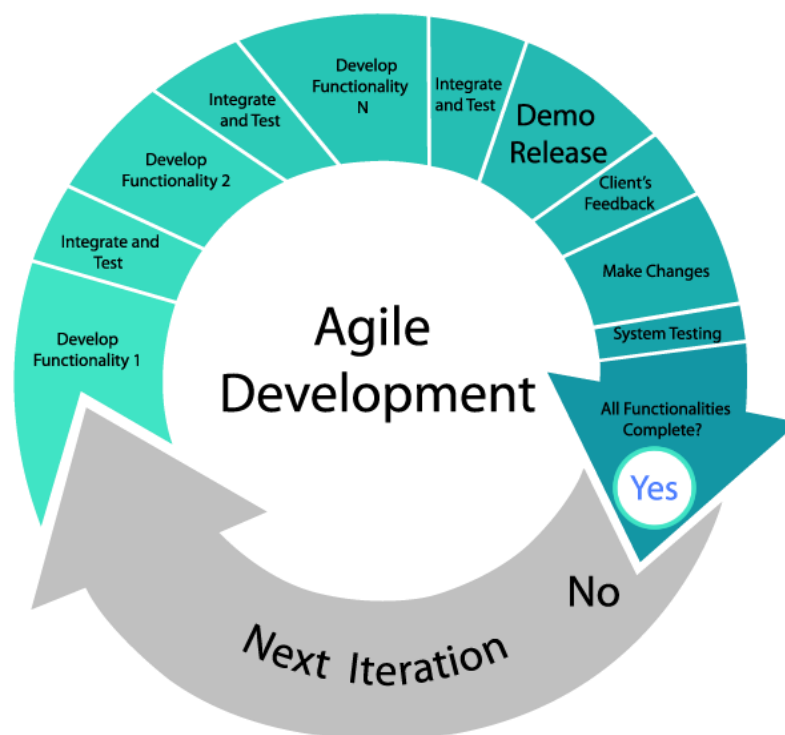 Develop
Functionality 1
Integrate and
Test
Develop
Functionality 2
Integrate
and Test
Develop
Functionality
N
Integrate
and Test
Demo
Release
Client's
Feedback
Make Changes
System Testing
All Functionalities
Complete?
Yes
No
Next Iteration
Agile
Development